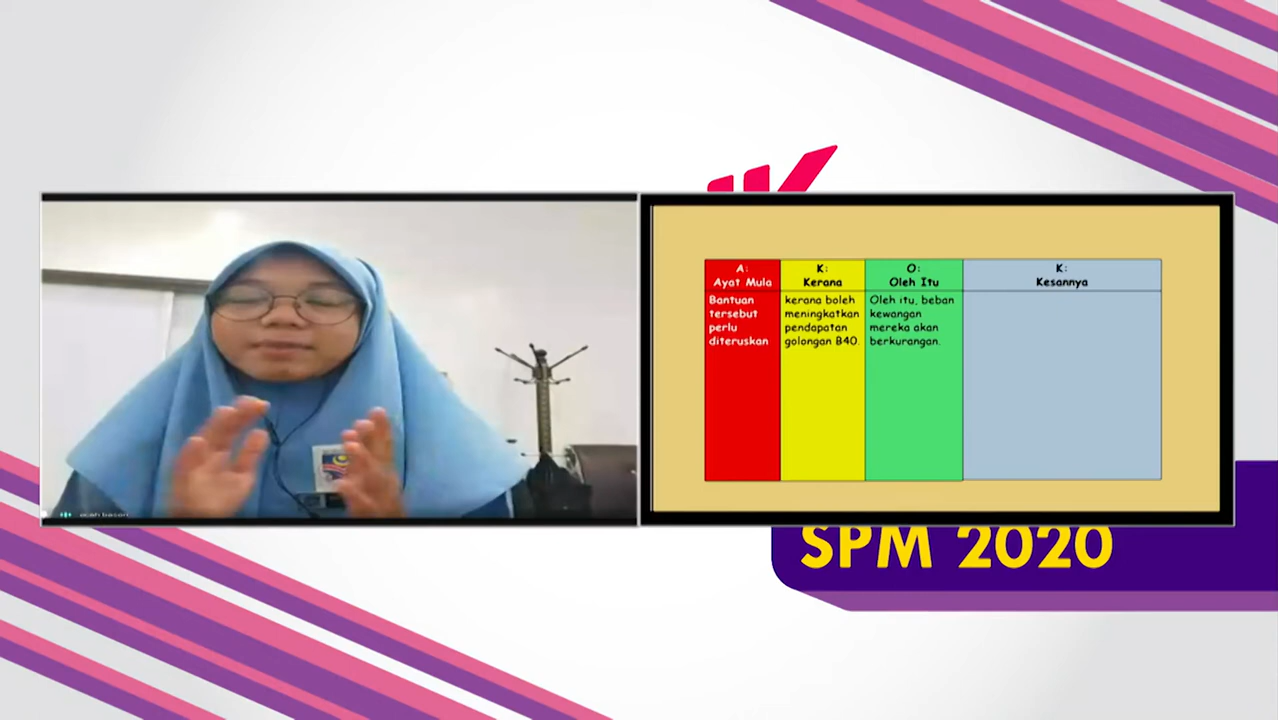 A:
Ayat Mula
K:
Kerana
O:
Oleh Itu
K:
Kesannya
Bantuan
tersebut
perlu
diteruskan
kerana boleh
meningkatkan
pendapatan
golongan B40.
Oleh itu, beban
kewangan
mereka akan
berkurangan.
SPM 2020